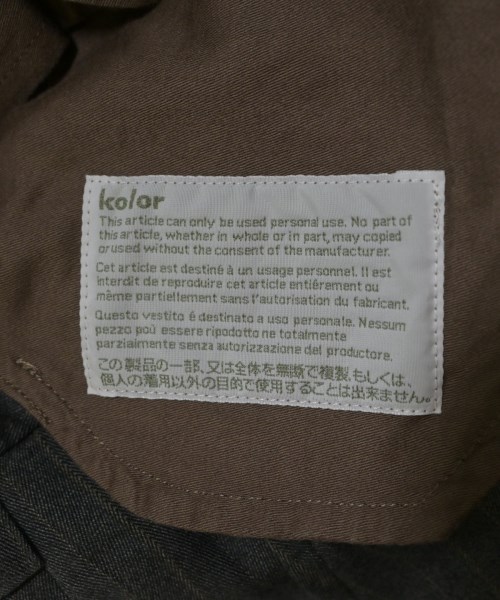 kolor
This article can only be used personal use. No part of
this article, whether in whole or in part, may copied
or used without the consent of the manufacturer.
Cet article est destiné à un usage personnel. Il est
interdit de reproduire cet article entiérement ou
même partiellement sans l'autorisation du fabricant.
Questo vestito é destinato a uso personale. Nessum
pezzo poù essere ripodotto ne totalmente
parzialmente senza autorizzazione del produttore.
この製品の一部、又は全体を無断で複製、もしくは、
個人の着用以外の目的で使用することは出来ません。